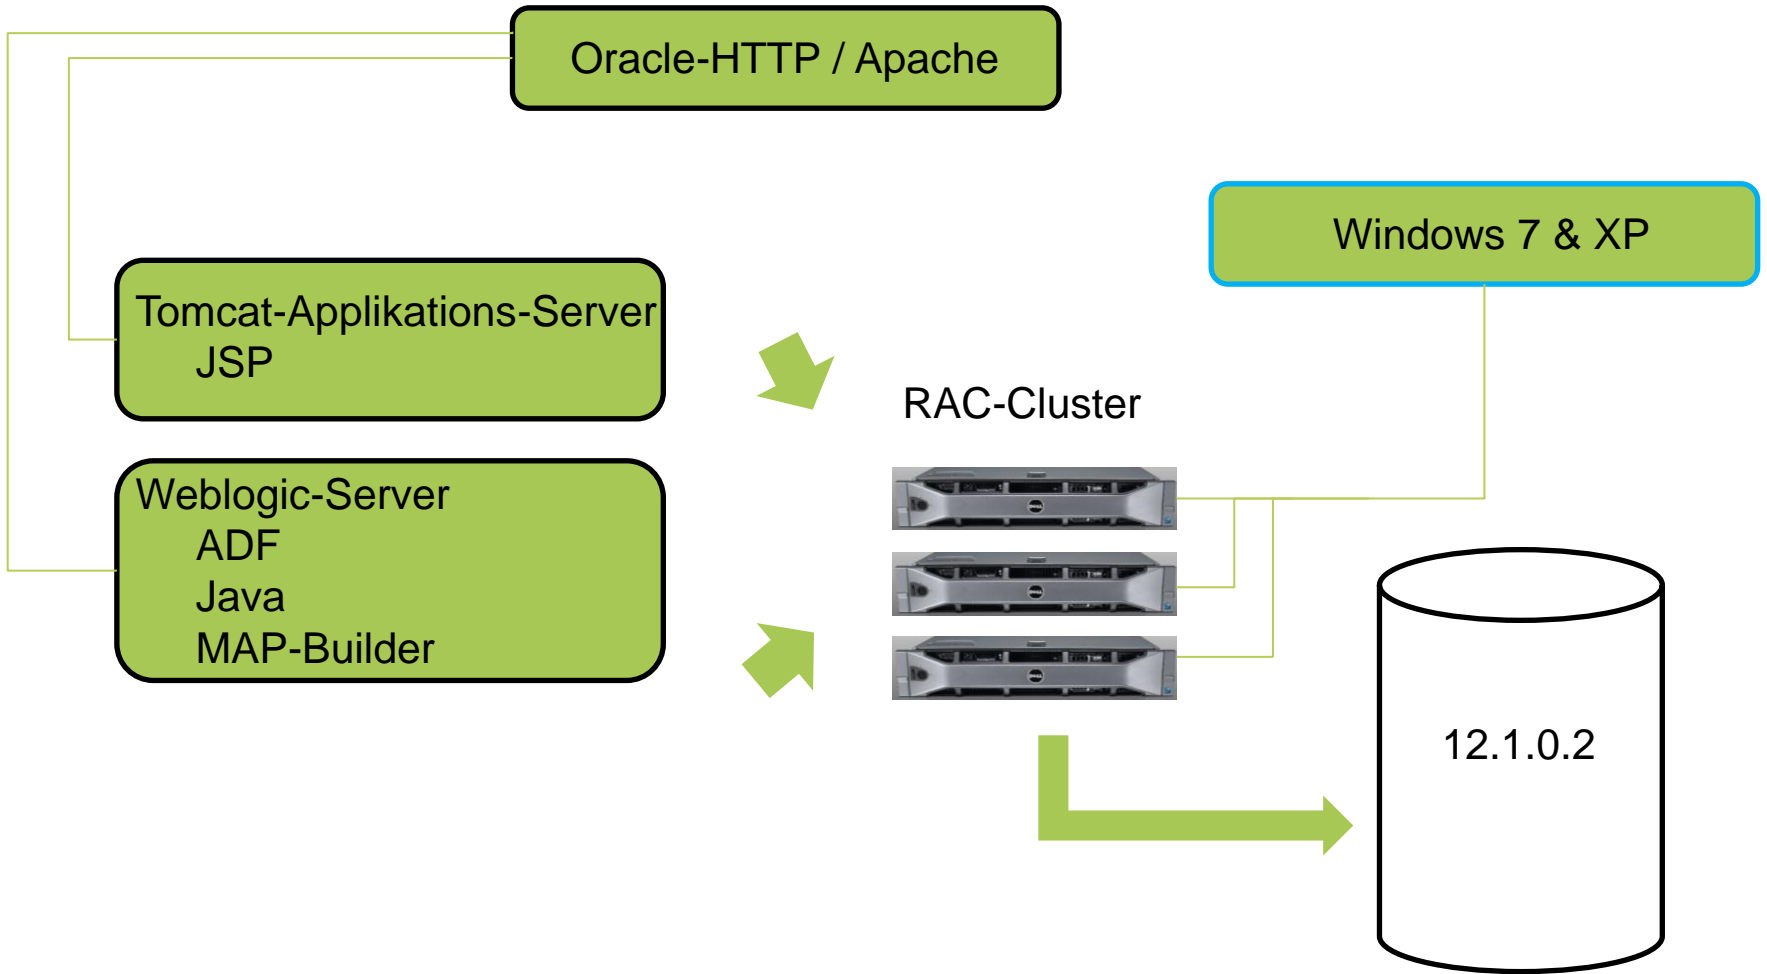 Oracle-HTTP / Apache
Windows 7 & XP
Tomcat-Applikations-Server
JSP
RAC-Cluster
Weblogic-Server
ADF
Java
MAP-Builder
12.1.0.2